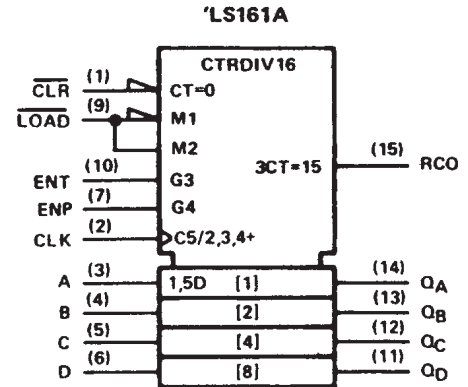 'LS161A
CTRDIV16
CLR (1) CT=0
LOAD (9) M1
M2
ENT (10) G3 3CT=15 (15) RCO
ENP (7) G4
CLK (2) C5/2,3,4+
A (3) 1,5D [1] (14) QA
B (4) [2] (13) QB
C (5) [4] (12) QC
D (6) [8] (11) QD